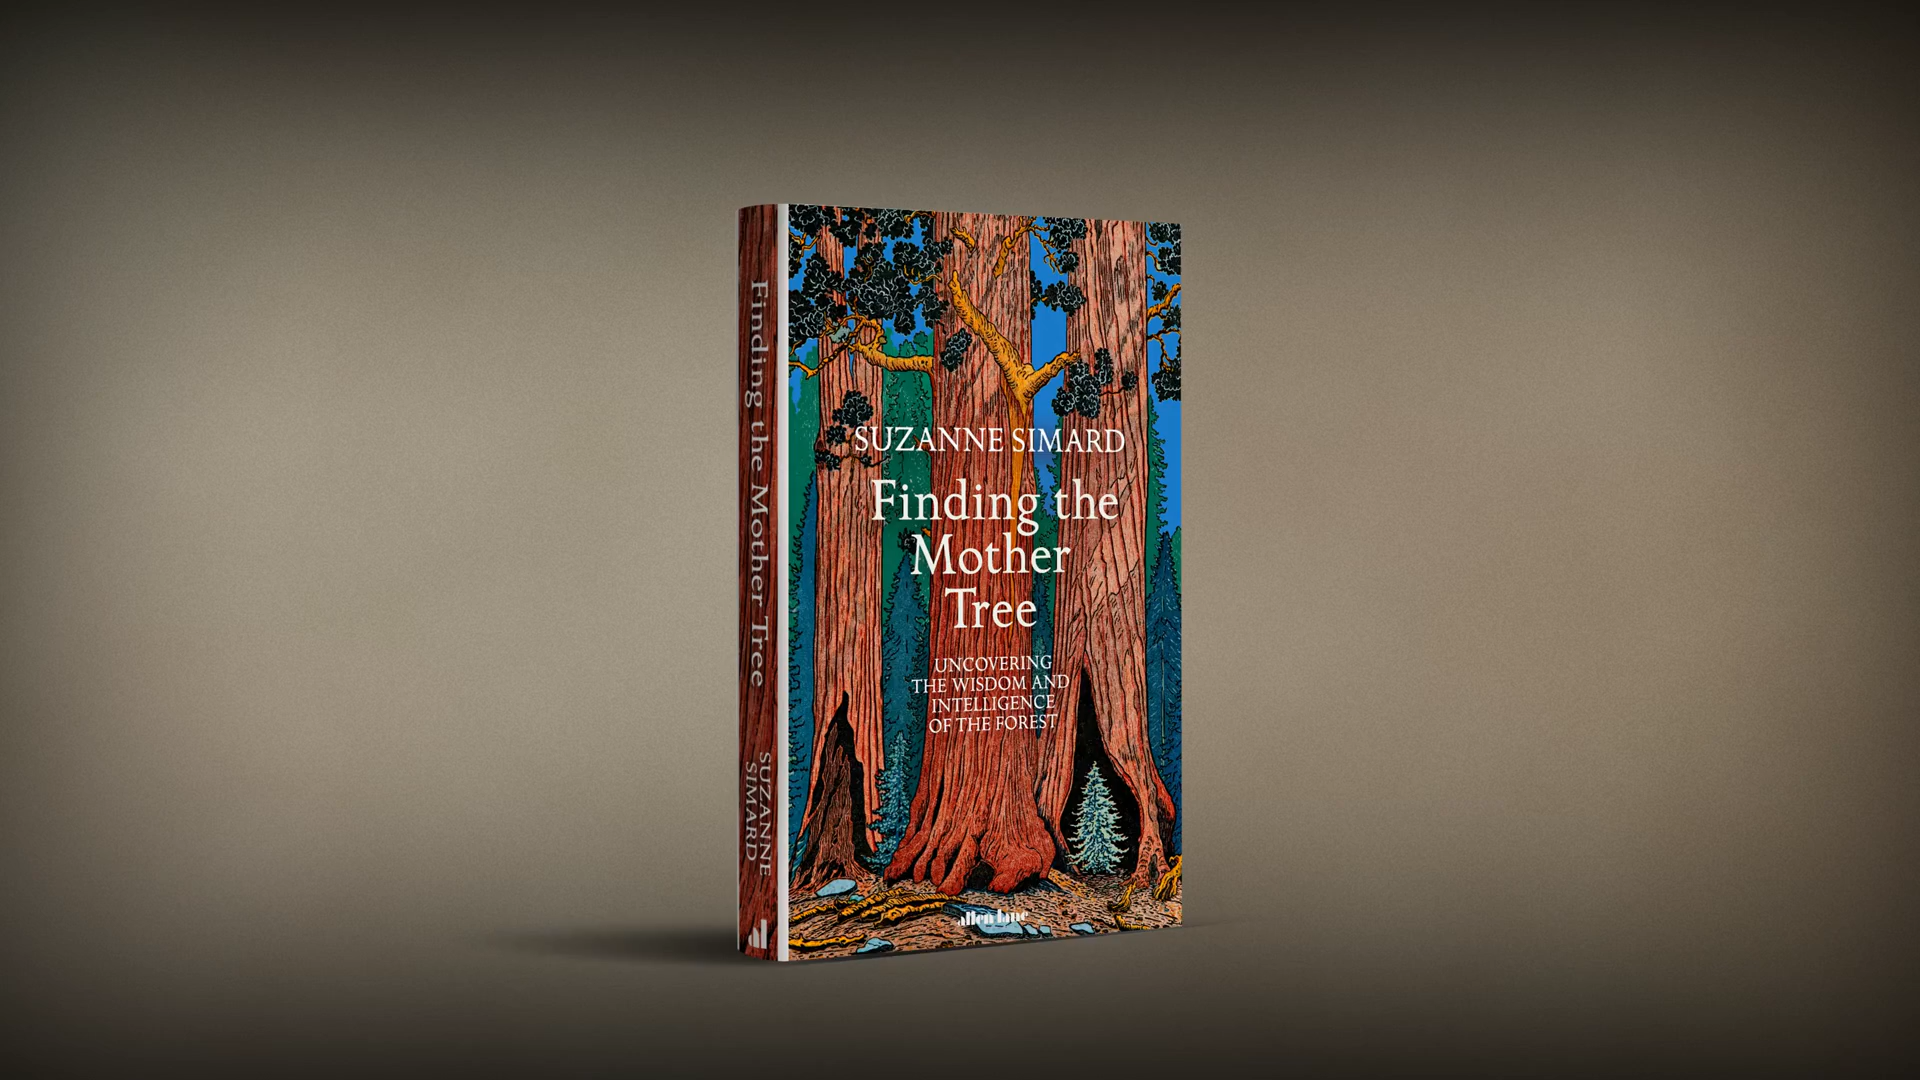 Finding the Mother Tree
SUZANNE
SIMARD
SUZANNE SIMARD
Finding the
Mother
Tree
UNCOVERING
THE WISDOM AND
INTELLIGENCE
OF THE FOREST
allen lane